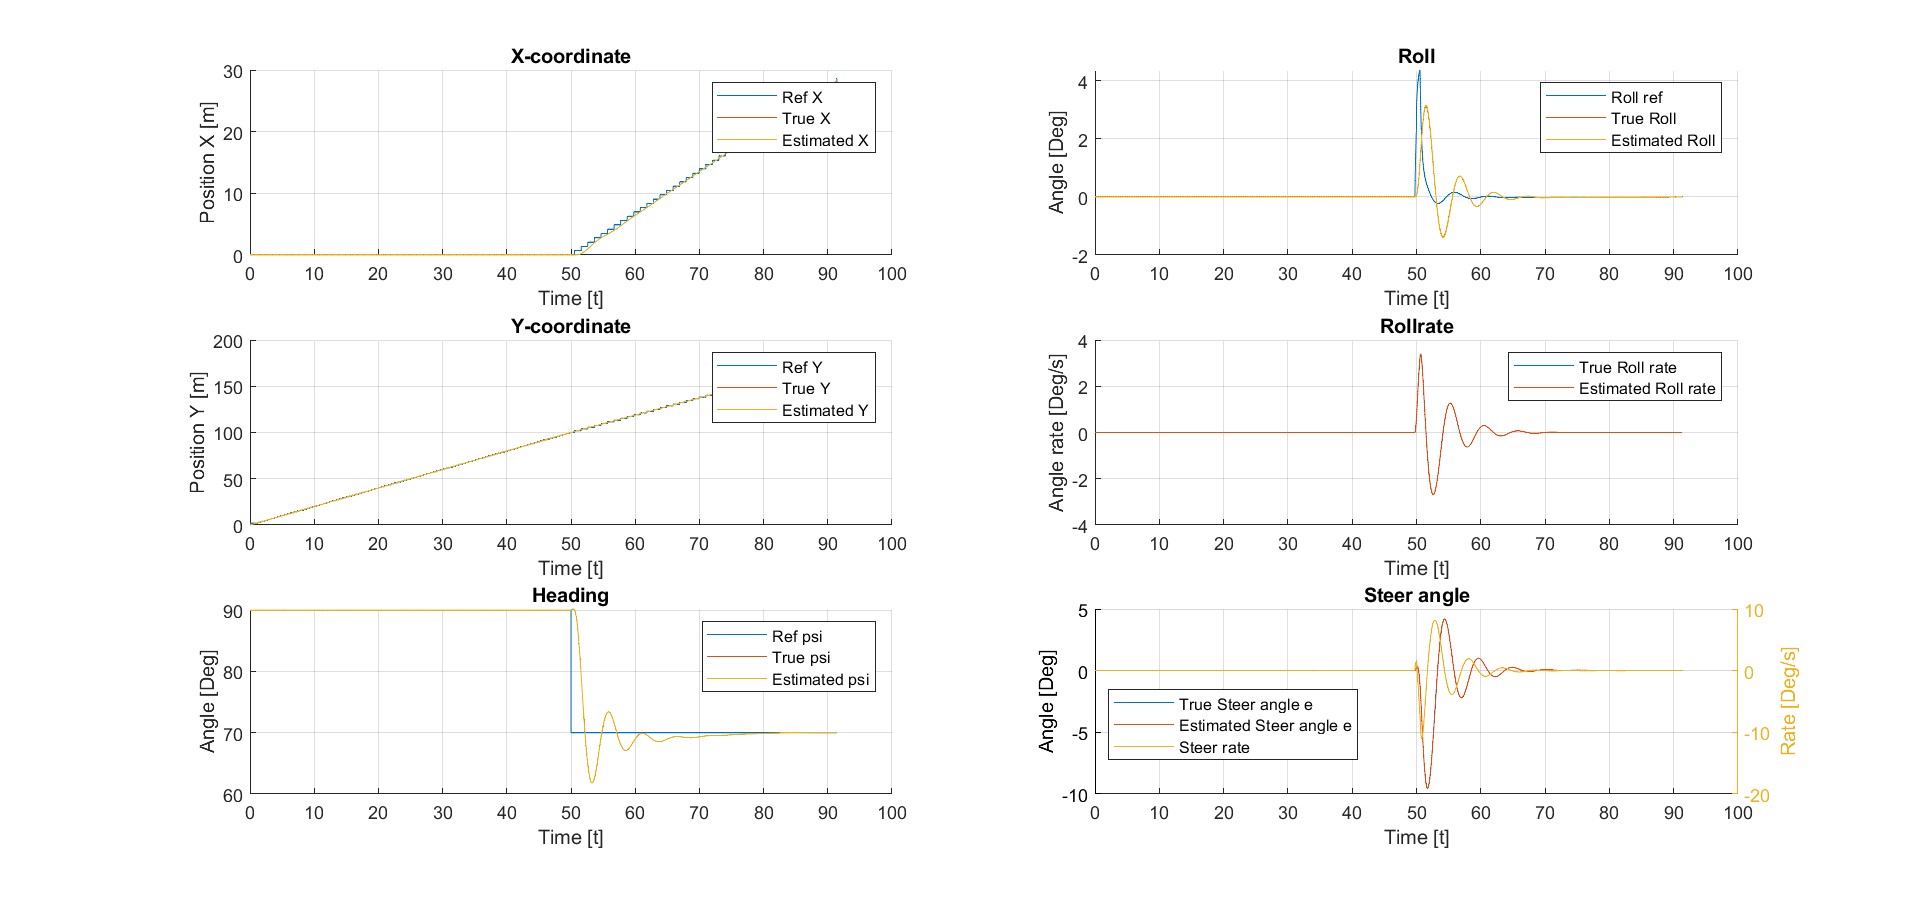 X-coordinate
30
20
10
0
Position X [m]
Ref X
True X
Estimated X
0 10 20 30 40 50 60 70 80 90 100
Time [t]
Roll
4
2
0
-2
Angle [Deg]
Roll ref
True Roll
Estimated Roll
0 10 20 30 40 50 60 70 80 90 100
Time [t]
Y-coordinate
200
150
100
50
0
Position Y [m]
Ref Y
True Y
Estimated Y
0 10 20 30 40 50 60 70 80 90 100
Time [t]
Rollrate
4
2
0
-2
-4
Angle rate [Deg/s]
True Roll rate
Estimated Roll rate
0 10 20 30 40 50 60 70 80 90 100
Time [t]
Heading
90
80
70
60
Angle [Deg]
Ref psi
True psi
Estimated psi
0 10 20 30 40 50 60 70 80 90 100
Time [t]
Steer angle
5
0
-5
-10
Angle [Deg]
True Steer angle e
Estimated Steer angle e
Steer rate
10
0
-10
-20
Rate [Deg/s]
0 10 20 30 40 50 60 70 80 90 100
Time [t]